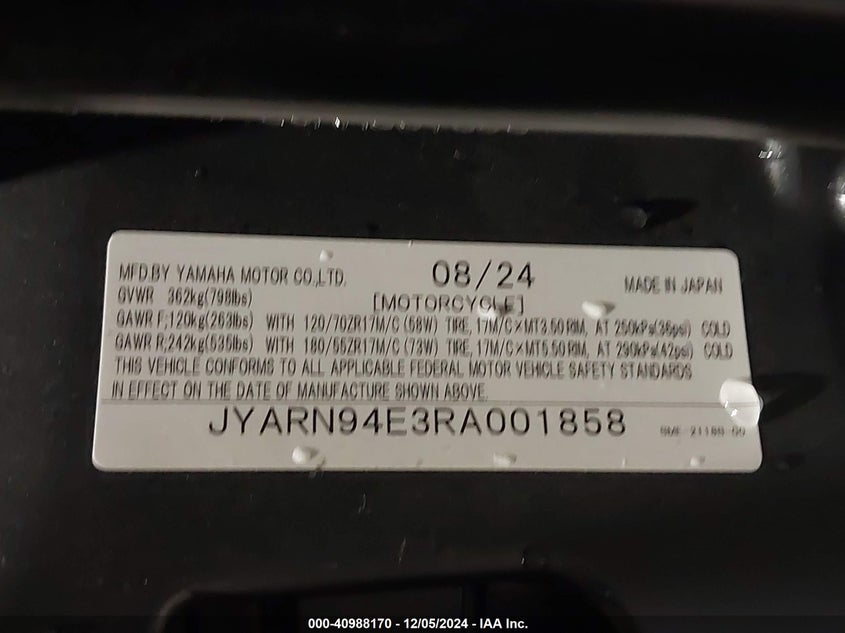 MFD.BY YAMAHA MOTOR CO.,LTD. 08/24 MADE IN JAPAN
GVWR 362kg(798lbs) [MOTORCYCLE]
GAWR F;120kg(263lbs) WITH 120/70ZR17M/C (58W) TIRE, 17M/C×MT3.50 RIM, AT 250kPa(36psi) COLD
GAWR R;242kg(535lbs) WITH 180/55ZR17M/C (73W) TIRE, 17M/C×MT5.50 RIM, AT 290kPa(42psi) COLD
THIS VEHICLE CONFORMS TO ALL APPLICABLE FEDERAL MOTOR VEHICLE SAFETY STANDARDS
IN EFFECT ON THE DATE OF MANUFACTURE SHOWN ABOVE.
JYARN94E3RA001858
000-40988170 - 12/05/2024 - IAA Inc.